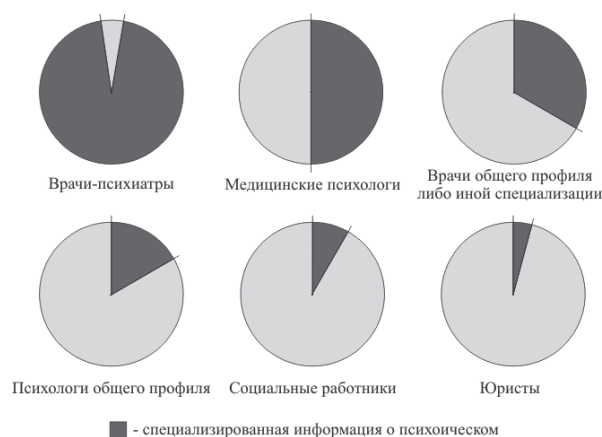 Врачи-психиатры
Медицинские психологи
Врачи общего профиля
либо иной специализации
Психологи общего профиля
Социальные работники
Юристы
- специализированная информация о психоическом